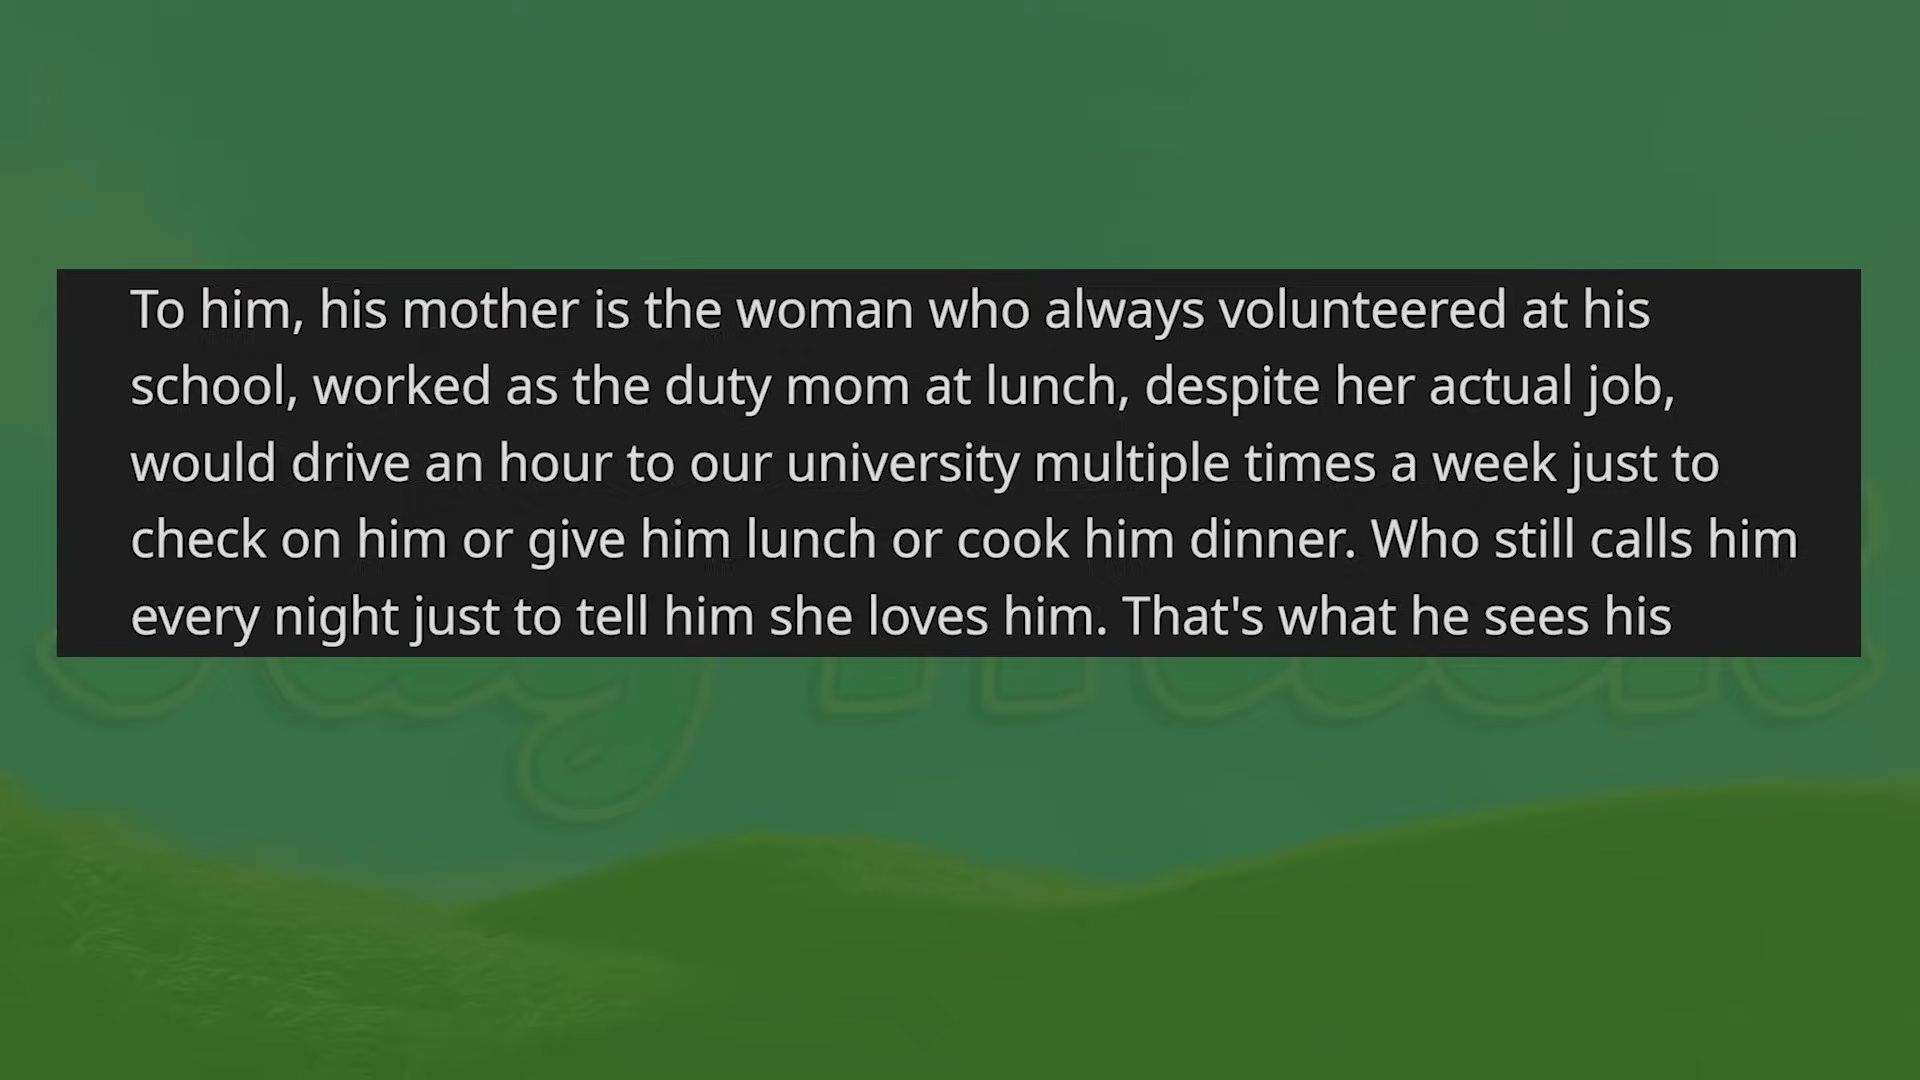 To him, his mother is the woman who always volunteered at his
school, worked as the duty mom at lunch, despite her actual job,
would drive an hour to our university multiple times a week just to
check on him or give him lunch or cook him dinner. Who still calls him
every night just to tell him she loves him. That's what he sees his